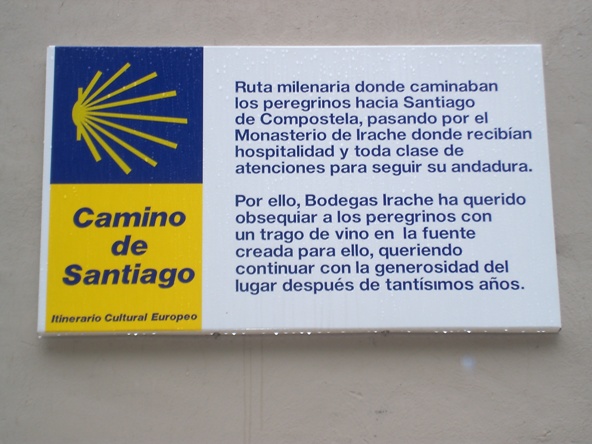 Camino
de
Santiago
Itinerario Cultural Europeo
Ruta milenaria donde caminaban
los peregrinos hacia Santiago
de Compostela, pasando por el
Monasterio de Irache donde recibían
hospitalidad y toda clase de
atenciones para seguir su andadura.
Por ello, Bodegas Irache ha querido
obsequiar a los peregrinos con
un trago de vino en la fuente
creada para ello, queriendo
continuar con la generosidad del
lugar después de tantísimos años.